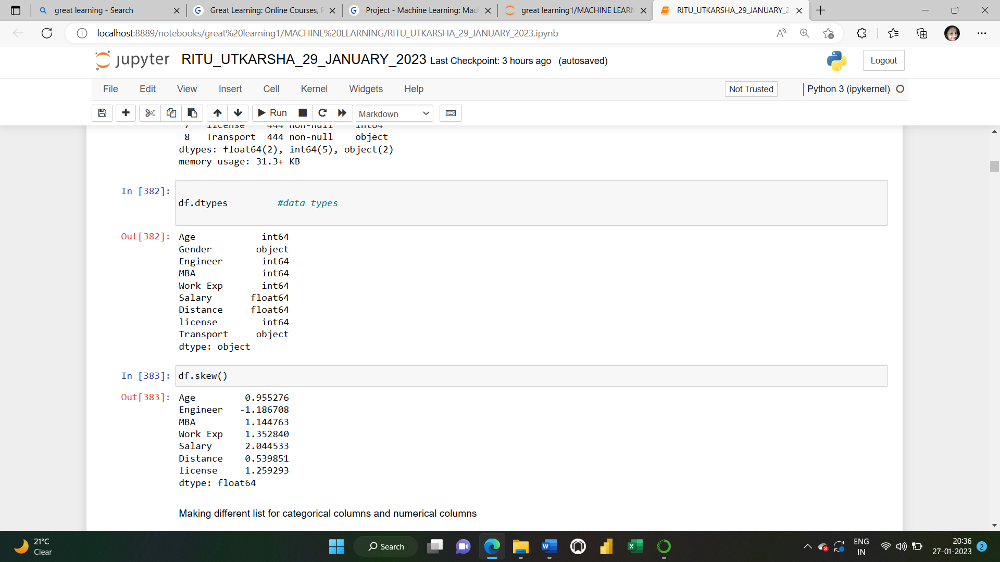 great learning - Search
Great Learning: Online Courses,
Project - Machine Learning: Mac
great learning1/MACHINE LEAR
RITU_UTKARSHA_29_JANUARY_2
localhost:8889/notebooks/great%20learning1/MACHINE%20LEARNING/RITU_UTKARSHA_29_JANUARY_2023.ipynb
jupyter RITU_UTKARSHA_29_JANUARY_2023 Last Checkpoint: 3 hours ago (autosaved)
Logout
File Edit View Insert Cell Kernel Widgets Help
Not Trusted
Python 3 (ipykernel)
Run
Markdown
7 license 444 non-null int64
8 Transport 444 non-null object
dtypes: float64(2), int64(5), object(2)
memory usage: 31.3+ KB
In [382]:
df.dtypes #data types
Out[382]: Age int64
Gender object
Engineer int64
MBA int64
Work Exp int64
Salary float64
Distance float64
license int64
Transport object
dtype: object
In [383]: df.skew()
Out[383]: Age 0.955276
Engineer -1.186708
MBA 1.144763
Work Exp 1.352840
Salary 2.044533
Distance 0.539851
license 1.259293
dtype: float64
Making different list for categorical columns and numerical columns
21°C
Clear
Search
ENG
IN
20:36
27-01-2023
2